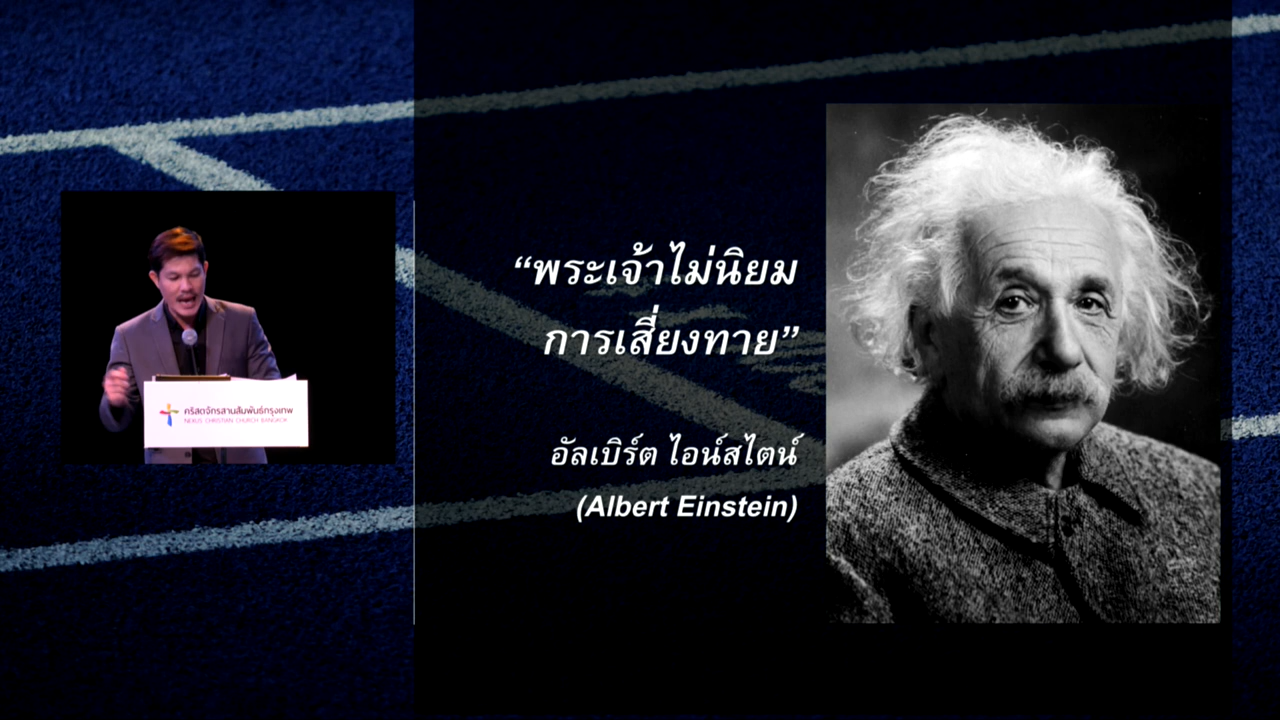 “พระเจ้าไม่นิยม
การเสี่ยงทาย”
อัลเบิร์ต ไอน์สไตน์
(Albert Einstein)
คริสตจักรสานสัมพันธ์กรุงเทพ
NEXUS CHRISTIAN CHURCH BANGKOK